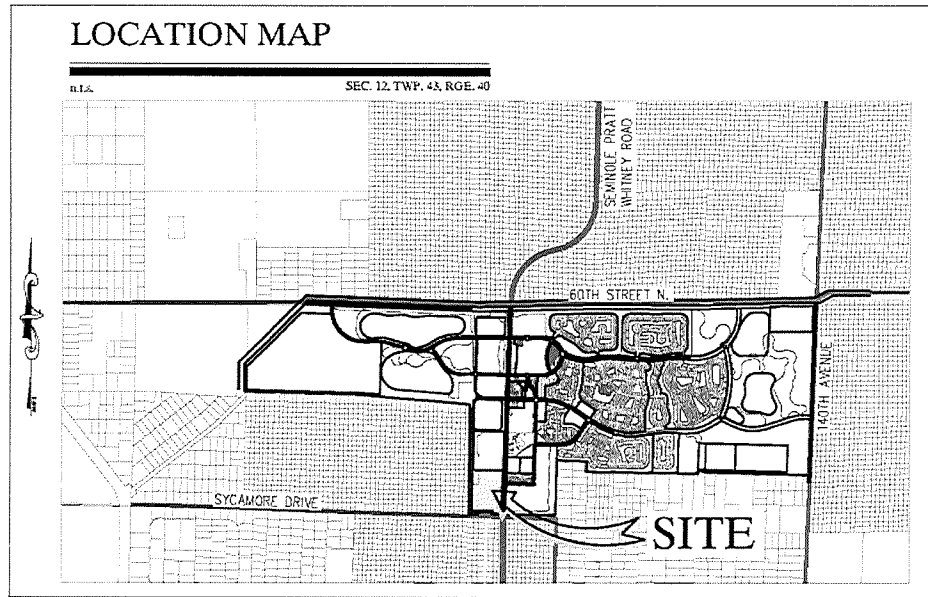 LOCATION MAP
n.t.s.
SEC. 12, TWP. 43, RGE. 40
SEMINOLE PRATT
WHITNEY ROAD
60TH STREET N.
140TH AVENUE
SYCAMORE DRIVE
SITE